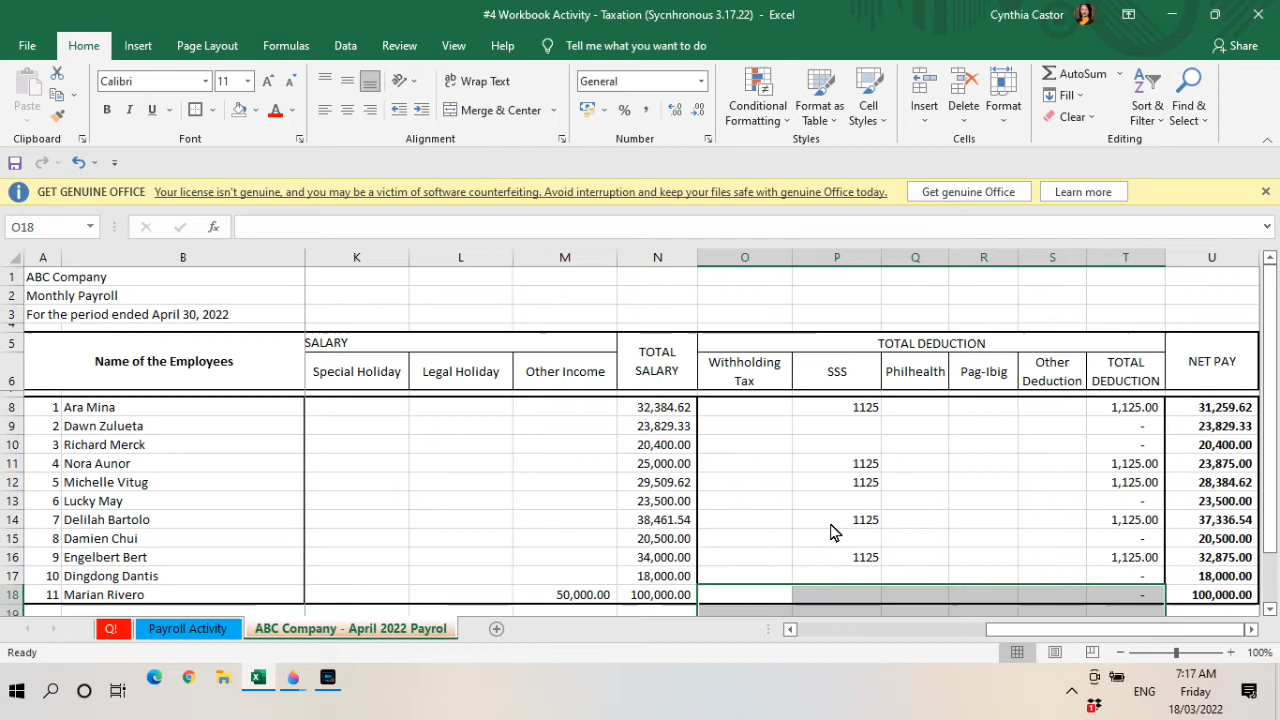 #4 Workbook Activity - Taxation (Sycnhronous 3.17.22) - Excel Cynthia Castor
File Home Insert Page Layout Formulas Data Review View Help Tell me what you want to do Share
Paste Calibri 11 Wrap Text General Conditional Formatting Format as Table Cell Styles Insert Delete Format AutoSum Sort & Filter Find & Select
B I U Merge & Center % , Fill Clear
Clipboard Font Alignment Number Styles Cells Editing
GET GENUINE OFFICE Your license isn't genuine, and you may be a victim of software counterfeiting. Avoid interruption and keep your files safe with genuine Office today. Get genuine Office Learn more
O18 fx
A B K L M N O P Q R S T U
1 ABC Company
2 Monthly Payroll
3 For the period ended April 30, 2022
4
5 Name of the Employees SALARY TOTAL SALARY TOTAL DEDUCTION NET PAY
6 Special Holiday Legal Holiday Other Income Withholding Tax SSS Philhealth Pag-Ibig Other Deduction TOTAL DEDUCTION
8 1 Ara Mina 32,384.62 1125 1,125.00 31,259.62
9 2 Dawn Zulueta 23,829.33 - 23,829.33
10 3 Richard Merck 20,400.00 - 20,400.00
11 4 Nora Aunor 25,000.00 1125 1,125.00 23,875.00
12 5 Michelle Vitug 29,509.62 1125 1,125.00 28,384.62
13 6 Lucky May 23,500.00 - 23,500.00
14 7 Delilah Bartolo 38,461.54 1125 1,125.00 37,336.54
15 8 Damien Chui 20,500.00 - 20,500.00
16 9 Engelbert Bert 34,000.00 1125 1,125.00 32,875.00
17 10 Dingdong Dantis 18,000.00 - 18,000.00
18 11 Marian Rivero 50,000.00 100,000.00 - 100,000.00
19
Q! Payroll Activity ABC Company - April 2022 Payrol
Ready 100%
ENG 7:17 AM
Friday
18/03/2022